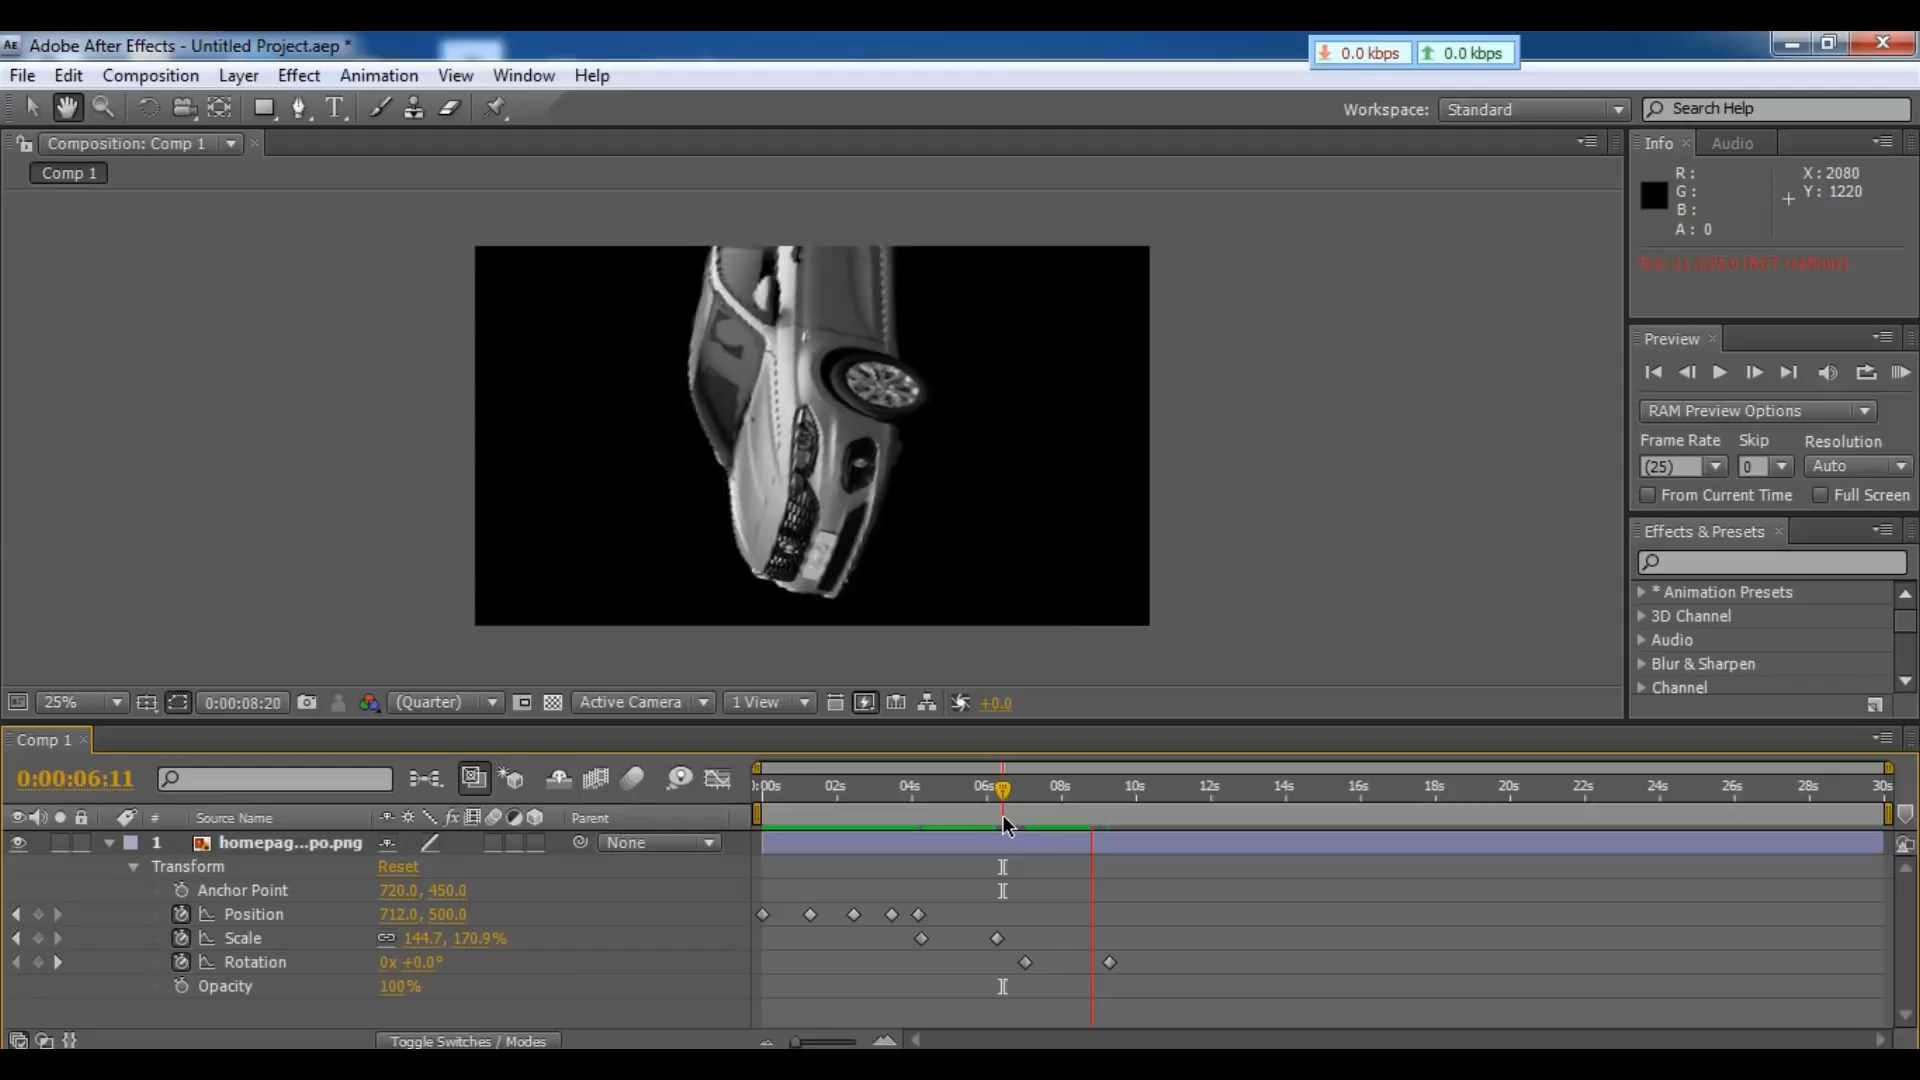 Adobe After Effects - Untitled Project.aep *
0.0 kbps 0.0 kbps
File Edit Composition Layer Effect Animation View Window Help
Workspace: Standard Search Help
Composition: Comp 1
Info Audio
Comp 1
R: X: 2080
G: Y: 1220
B:
A: 0
Preview
RAM Preview Options
Frame Rate Skip Resolution
(25) 0 Auto
From Current Time Full Screen
Effects & Presets
* Animation Presets
3D Channel
Audio
Blur & Sharpen
Channel
25% 0:00:08:20 (Quarter) Active Camera 1 View +0.0
Comp 1
0:00:06:11
):00s 02s 04s 06s 08s 10s 12s 14s 16s 18s 20s 22s 24s 26s 28s 30s
# Source Name fx Parent
1 homepag...po.png None
Transform Reset
Anchor Point 720.0, 450.0
Position 712.0, 500.0
Scale 144.7, 170.9%
Rotation 0x +0.0°
Opacity 100%
Toggle Switches / Modes